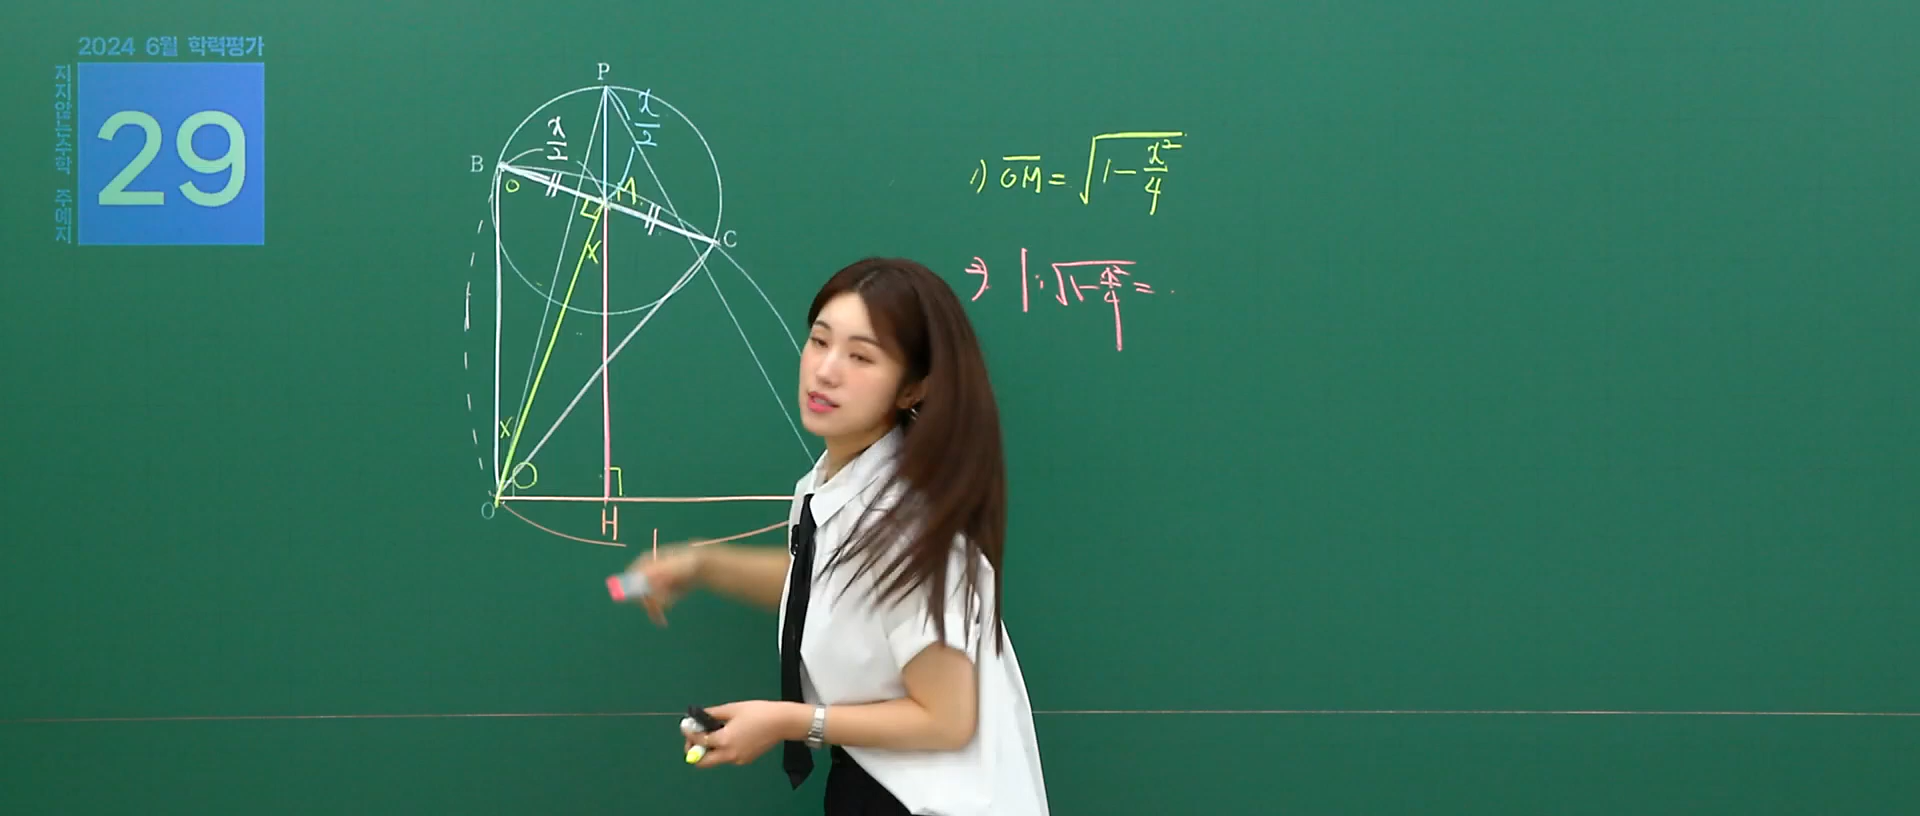 2024 6월 학력평가
지지않는수학 주예지
29
P
x/2
x/2
B
M
C
O
H
1
1) OM = √(1 - x²/4)
2) 1 : √(1 - x²/4) =